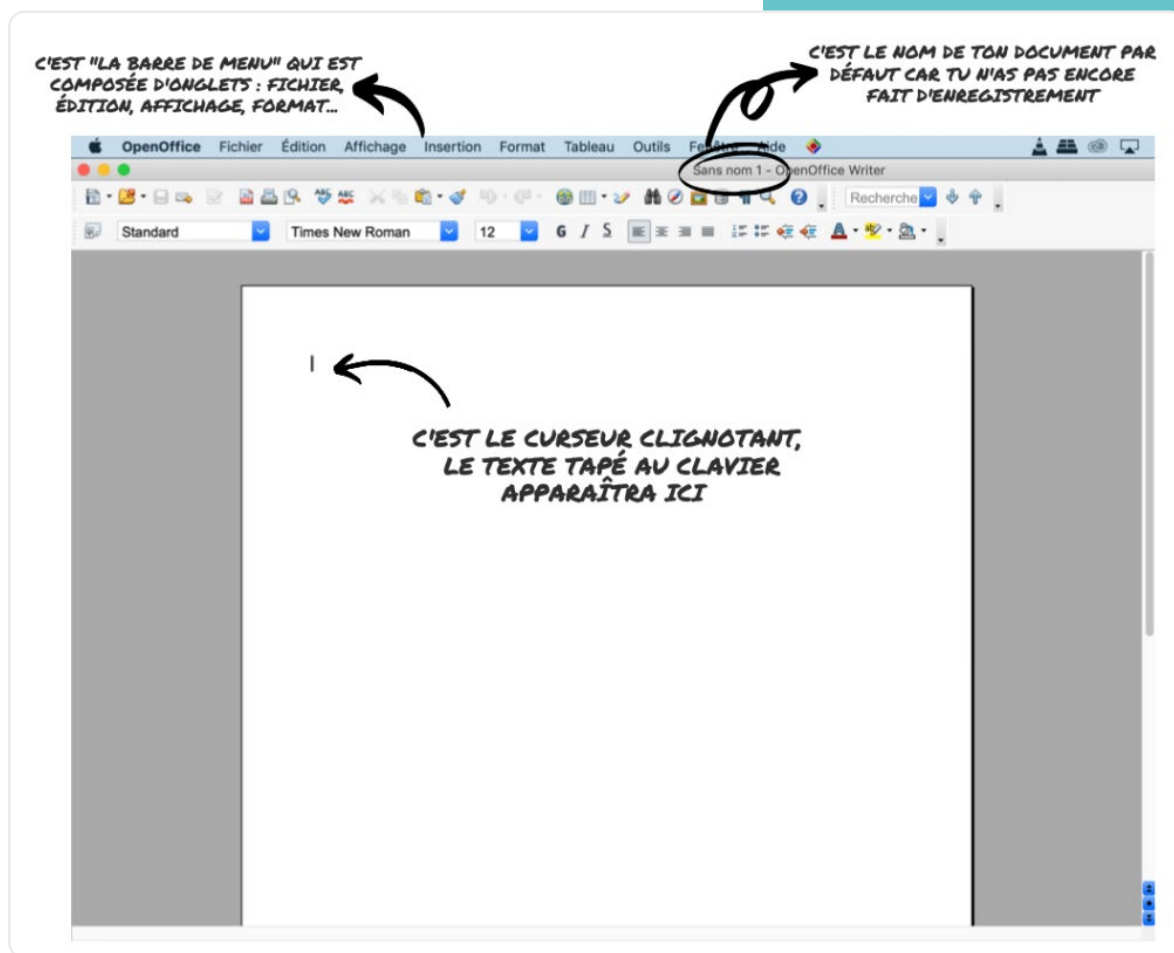 C'EST "LA BARRE DE MENU" QUI EST
COMPOSÉE D'ONGLETS : FICHIER,
ÉDITION, AFFICHAGE, FORMAT...
C'EST LE NOM DE TON DOCUMENT PAR
DÉFAUT CAR TU N'AS PAS ENCORE
FAIT D'ENREGISTREMENT
OpenOffice Fichier Édition Affichage Insertion Format Tableau Outils Fenêtre Aide
Sans nom 1 - OpenOffice Writer
Recherche
Standard Times New Roman 12 G I S
C'EST LE CURSEUR CLIGNOTANT,
LE TEXTE TAPÉ AU CLAVIER
APPARAÎTRA ICI